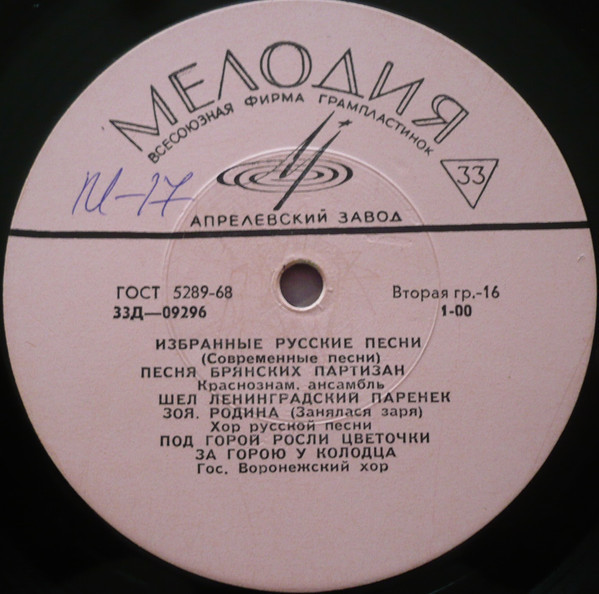 МЕЛОДИЯ
ВСЕСОЮЗНАЯ ФИРМА ГРАМПЛАСТИНОК
33
АПРЕЛЕВСКИЙ ЗАВОД
ГОСТ 5289-68 Вторая гр.-16
33Д—09296 1-00
ИЗБРАННЫЕ РУССКИЕ ПЕСНИ
(Современные песни)
ПЕСНЯ БРЯНСКИХ ПАРТИЗАН
Краснознам. ансамбль
ШЕЛ ЛЕНИНГРАДСКИЙ ПАРЕНЕК
ЗОЯ. РОДИНА (Занялася заря)
Хор русской песни
ПОД ГОРОЙ РОСЛИ ЦВЕТОЧКИ
ЗА ГОРОЮ У КОЛОДЦА
Гос. Воронежский хор